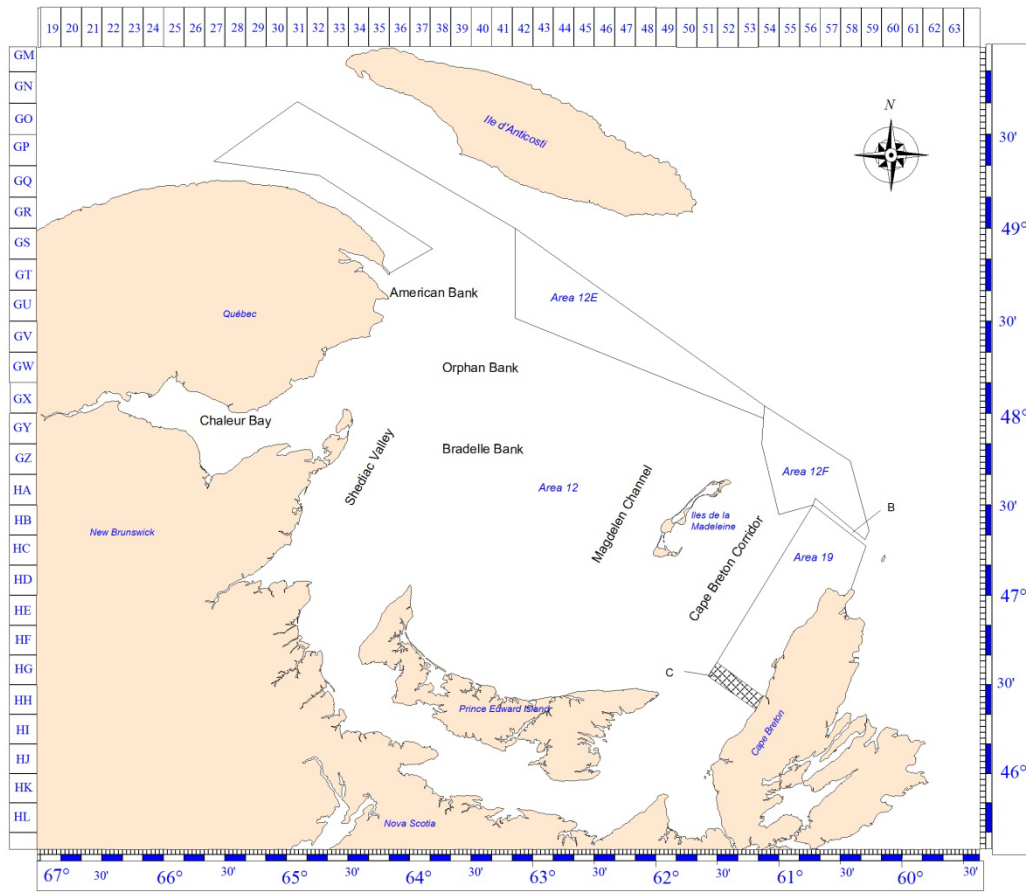 19 20 21 22 23 24 25 26 27 28 29 30 31 32 33 34 35 36 37 38 39 40 41 42 43 44 45 46 47 48 49 50 51 52 53 54 55 56 57 58 59 60 61 62 63
GM
GN
GO
GP
GQ
GR
GS
GT
GU
GV
GW
GX
GY
GZ
HA
HB
HC
HD
HE
HF
HG
HH
HI
HJ
HK
HL
Ile d'Anticosti
N
American Bank
Area 12E
Québec
Orphan Bank
Chaleur Bay
Shediac Valley
Bradelle Bank
Area 12
Magdelen Channel
Area 12F
Iles de la
Madeleine
B
New Brunswick
Cape Breton Corridor
Area 19
C
Prince Edward Island
Cape Breton
Nova Scotia
30'
49°
30'
48°
30'
47°
30'
46°
67° 30' 66° 30' 65° 30' 64° 30' 63° 30' 62° 30' 61° 30' 60°